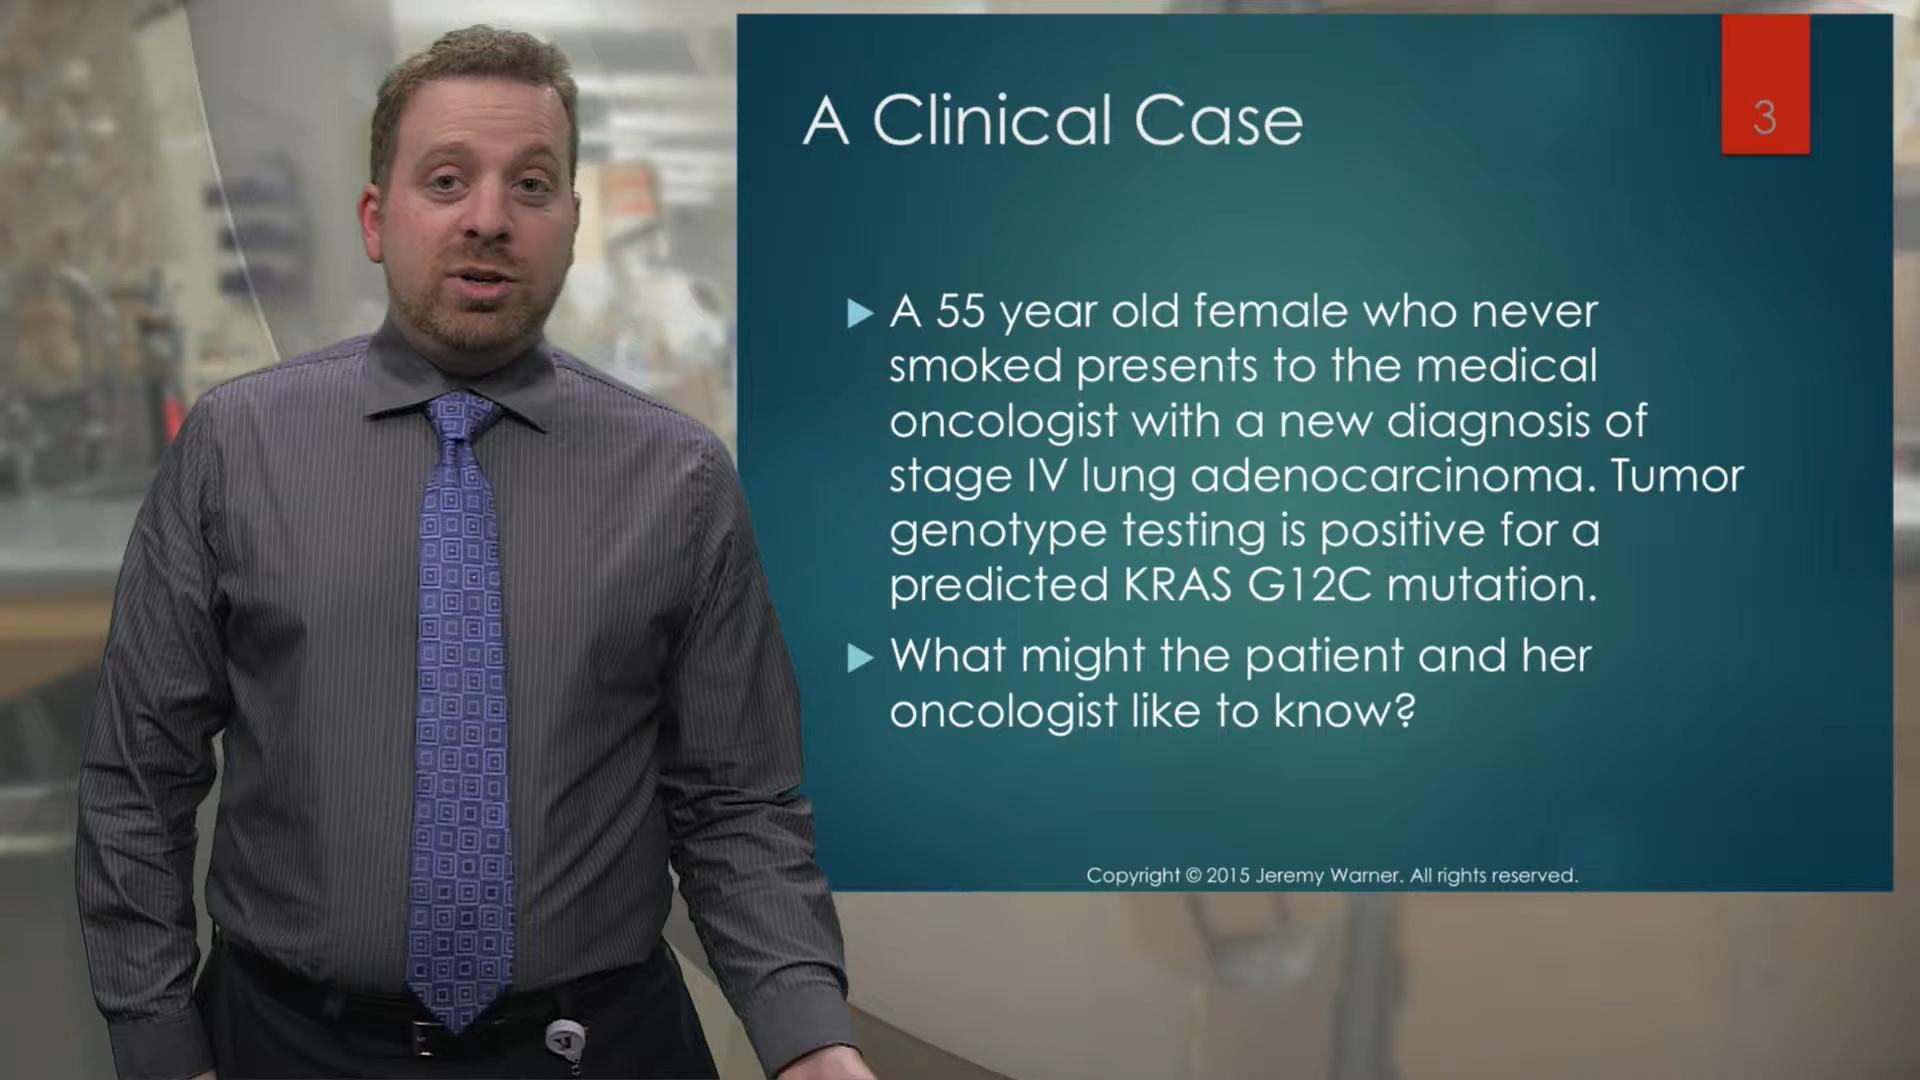 A Clinical Case
3
A 55 year old female who never
smoked presents to the medical
oncologist with a new diagnosis of
stage IV lung adenocarcinoma. Tumor
genotype testing is positive for a
predicted KRAS G12C mutation.
What might the patient and her
oncologist like to know?
Copyright © 2015 Jeremy Warner. All rights reserved.